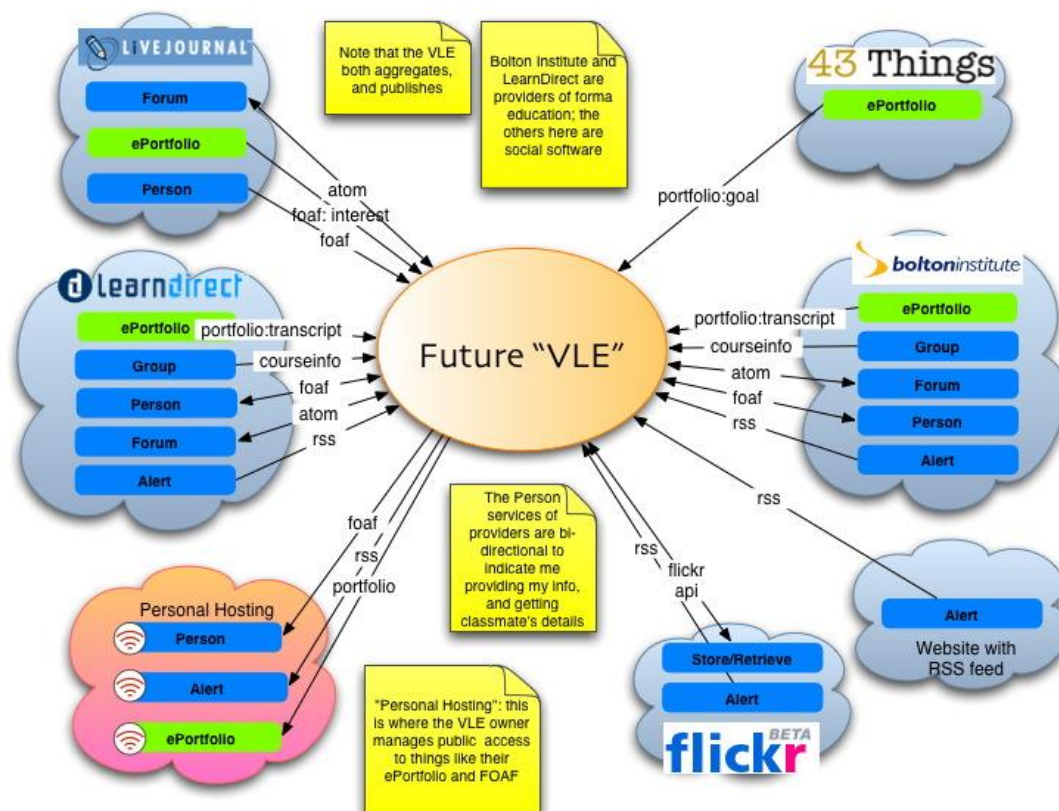 LiVEJOURNAL
Forum
ePortfolio
Person
atom
foaf: interest
foaf
Note that the VLE
both aggregates,
and publishes
Bolton Institute and
LearnDirect are
providers of forma
education; the
others here are
social software
43 Things
ePortfolio
portfolio:goal
learndirect
ePortfolio
Group
Person
Forum
Alert
portfolio:transcript
courseinfo
foaf
atom
rss
Future “VLE”
boltoninstitute
ePortfolio
Group
Forum
Person
Alert
portfolio:transcript
courseinfo
atom
foaf
rss
foaf
rss
portfolio
Personal Hosting
Person
Alert
ePortfolio
The Person
services of
providers are bi-
directional to
indicate me
providing my info,
and getting
classmate's details
"Personal Hosting": this
is where the VLE owner
manages public access
to things like their
ePortfolio and FOAF
rss
flickr
api
Store/Retrieve
Alert
BETA
flickr
rss
Alert
Website with
RSS feed